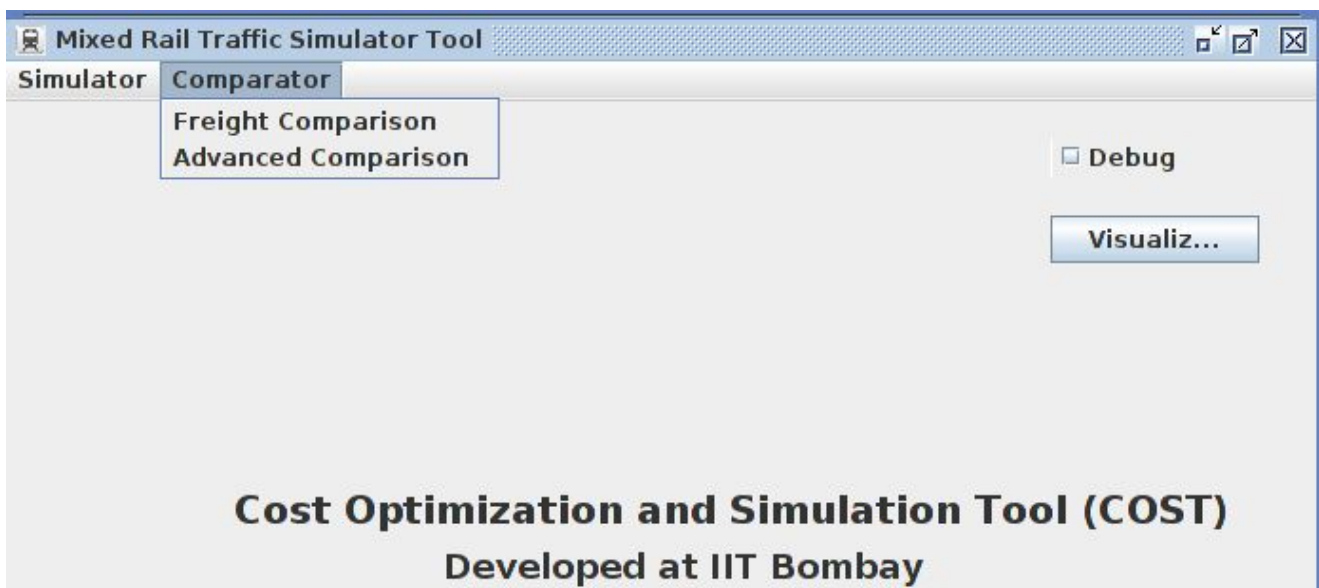 Mixed Rail Traffic Simulator Tool
Simulator Comparator
Freight Comparison
Advanced Comparison
Debug
Visualiz...
Cost Optimization and Simulation Tool (COST)
Developed at IIT Bombay